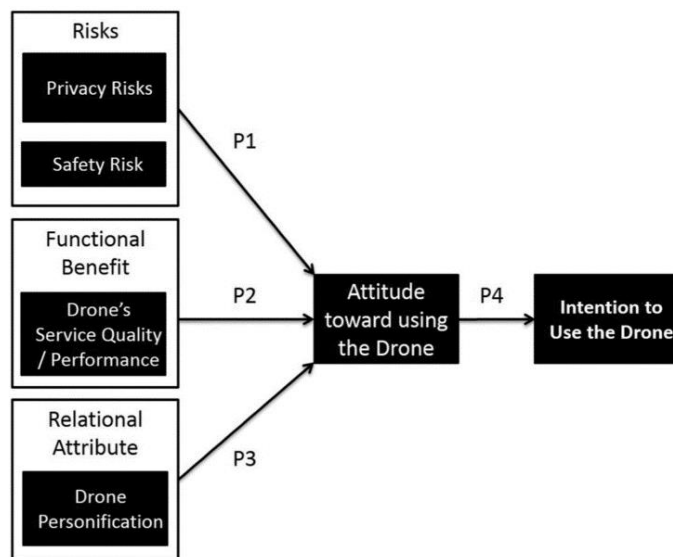 Risks
Privacy Risks
Safety Risk
P1
Functional
Benefit
Drone's
Service Quality
/ Performance
P2
Relational
Attribute
Drone
Personification
P3
Attitude
toward using
the Drone
P4
Intention to
Use the Drone